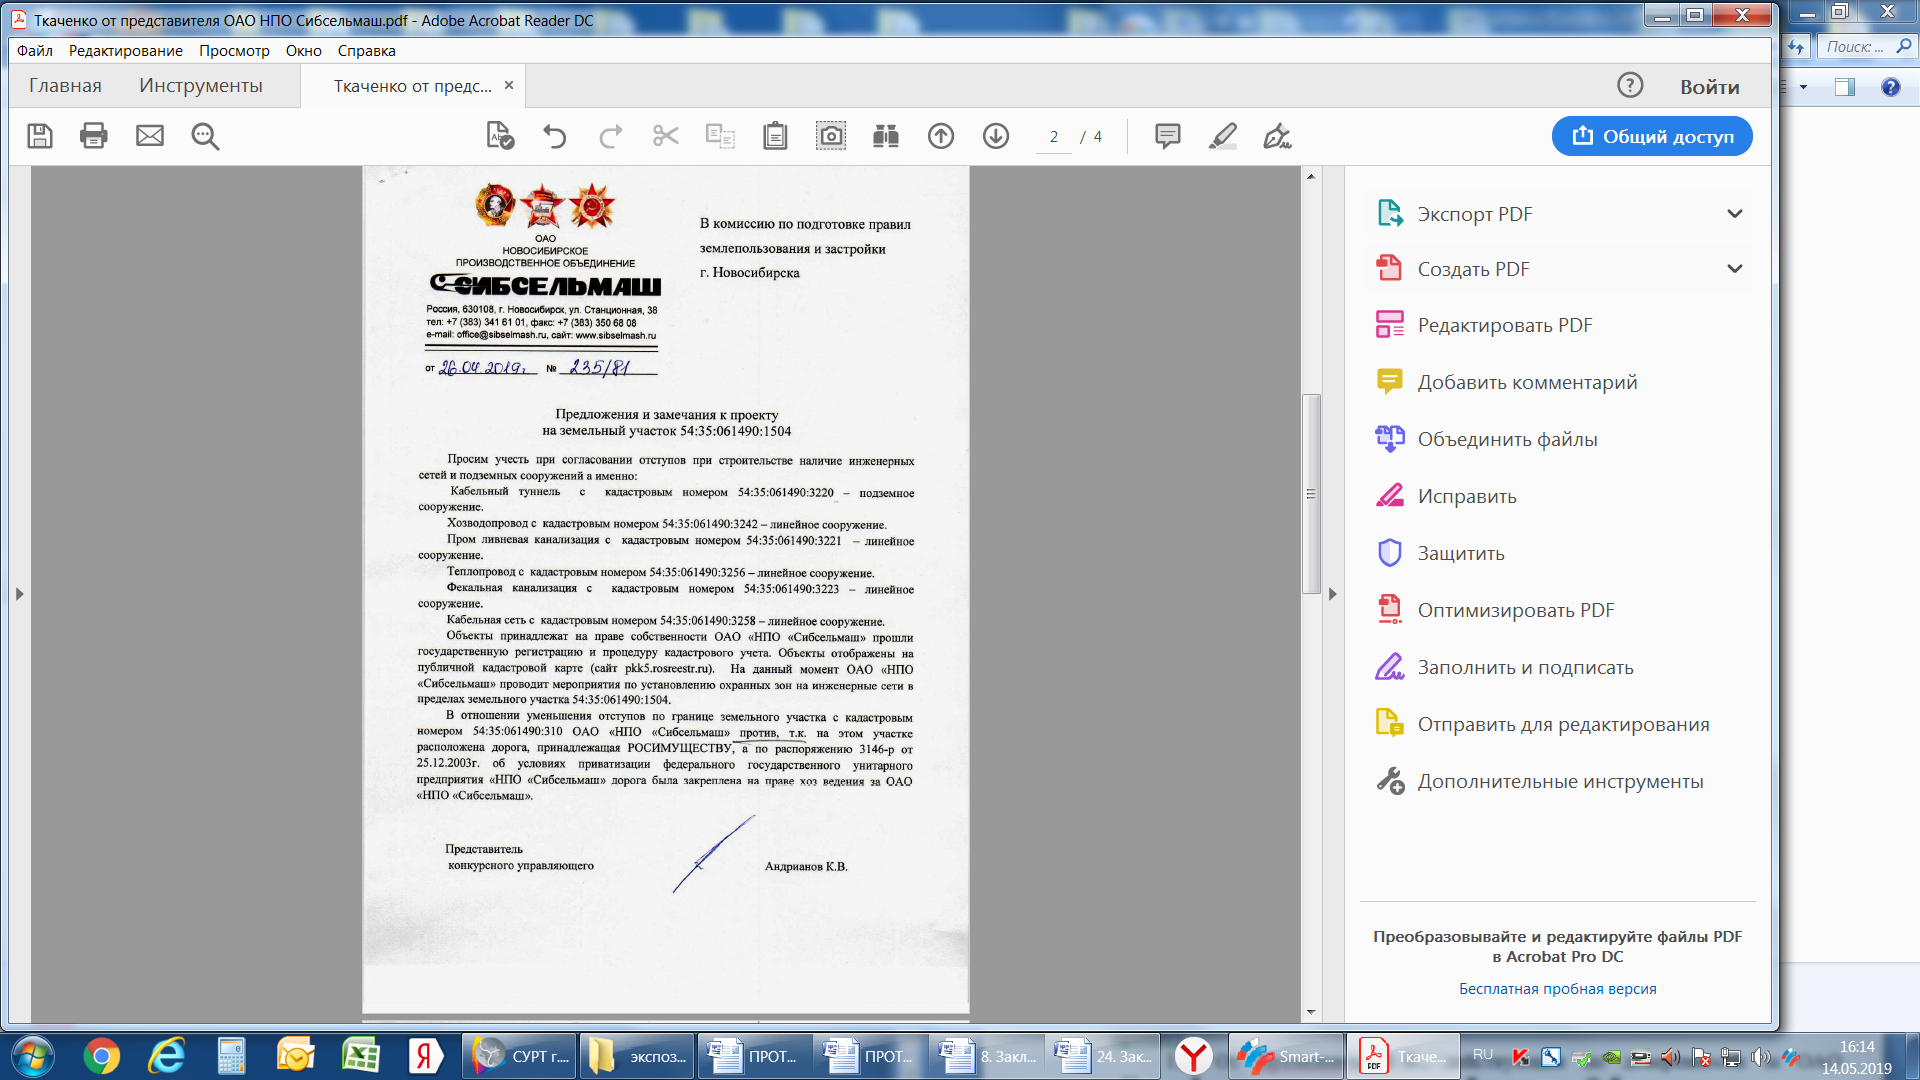 Ткаченко от представителя ОАО НПО Сибсельмаш.pdf - Adobe Acrobat Reader DC
Файл Редактирование Просмотр Окно Справка
Поиск: ...
Главная Инструменты Ткаченко от предс... × Войти
2 / 4 Общий доступ
ОАО
НОВОСИБИРСКОЕ
ПРОИЗВОДСТВЕННОЕ ОБЪЕДИНЕНИЕ
СИБСЕЛЬМАШ
Россия, 630108, г. Новосибирск, ул. Станционная, 38
тел: +7 (383) 341 61 01, факс: +7 (383) 350 68 08
e-mail: office@sibselmash.ru, сайт: www.sibselmash.ru
от 26.04.2019г. № 235/81
В комиссию по подготовке правил
землепользования и застройки
г. Новосибирска
Предложения и замечания к проекту
на земельный участок 54:35:061490:1504
Просим учесть при согласовании отступов при строительстве наличие инженерных
сетей и подземных сооружений а именно:
Кабельный туннель с кадастровым номером 54:35:061490:3220 – подземное
сооружение.
Хозводопровод с кадастровым номером 54:35:061490:3242 – линейное сооружение.
Пром ливневая канализация с кадастровым номером 54:35:061490:3221 – линейное
сооружение.
Теплопровод с кадастровым номером 54:35:061490:3256 – линейное сооружение.
Фекальная канализация с кадастровым номером 54:35:061490:3223 – линейное
сооружение.
Кабельная сеть с кадастровым номером 54:35:061490:3258 – линейное сооружение.
Объекты принадлежат на праве собственности ОАО «НПО «Сибсельмаш» прошли
государственную регистрацию и процедуру кадастрового учета. Объекты отображены на
публичной кадастровой карте (сайт pkk5.rosreestr.ru). На данный момент ОАО «НПО
«Сибсельмаш» проводит мероприятия по установлению охранных зон на инженерные сети в
пределах земельного участка 54:35:061490:1504.
В отношении уменьшения отступов по границе земельного участка с кадастровым
номером 54:35:061490:310 ОАО «НПО «Сибсельмаш» против, т.к. на этом участке
расположена дорога, принадлежащая РОСИМУЩЕСТВУ, а по распоряжению 3146-р от
25.12.2003г. об условиях приватизации федерального государственного унитарного
предприятия «НПО «Сибсельмаш» дорога была закреплена на праве хоз ведения за ОАО
«НПО «Сибсельмаш».
Представитель
конкурсного управляющего Андрианов К.В.
Экспорт PDF
Создать PDF
Редактировать PDF
Добавить комментарий
Объединить файлы
Исправить
Защитить
Оптимизировать PDF
Заполнить и подписать
Отправить для редактирования
Дополнительные инструменты
Преобразовывайте и редактируйте файлы PDF
в Acrobat Pro DC
Бесплатная пробная версия
СУРТ г.... экспоз... ПРОТ... ПРОТ... 8. Закл... 24. Зак... Smart-... Ткаче... RU 16:14
14.05.2019